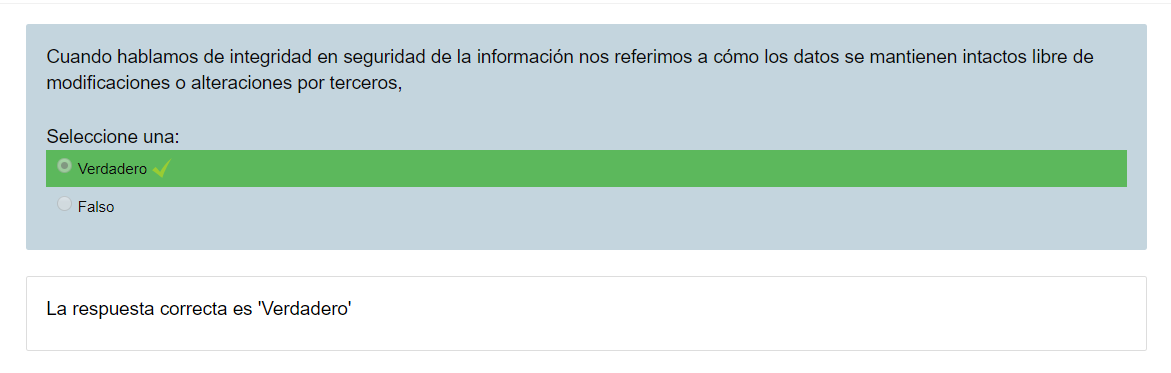 Cuando hablamos de integridad en seguridad de la información nos referimos a cómo los datos se mantienen intactos libre de
modificaciones o alteraciones por terceros,
Seleccione una:
Verdadero
Falso
La respuesta correcta es 'Verdadero'